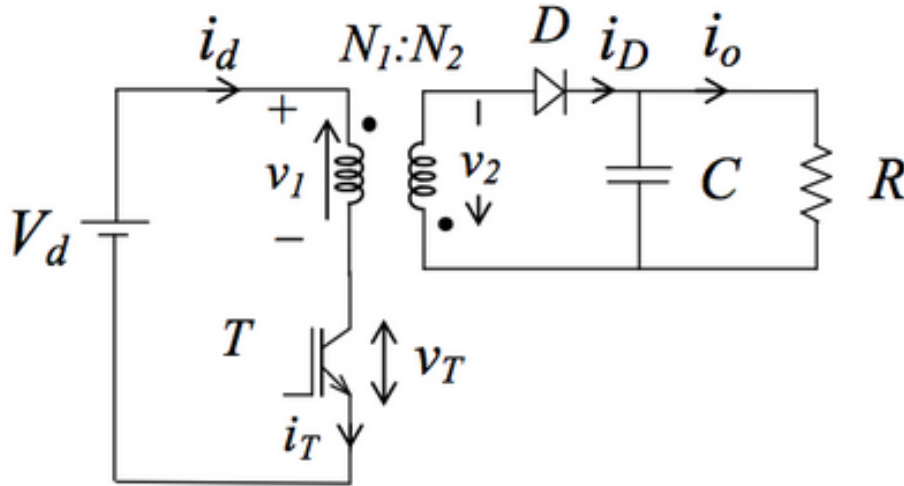 i_d
N_1:N_2
D
i_D
i_o
+
v_1
−
v_2
C
R
V_d
T
v_T
i_T